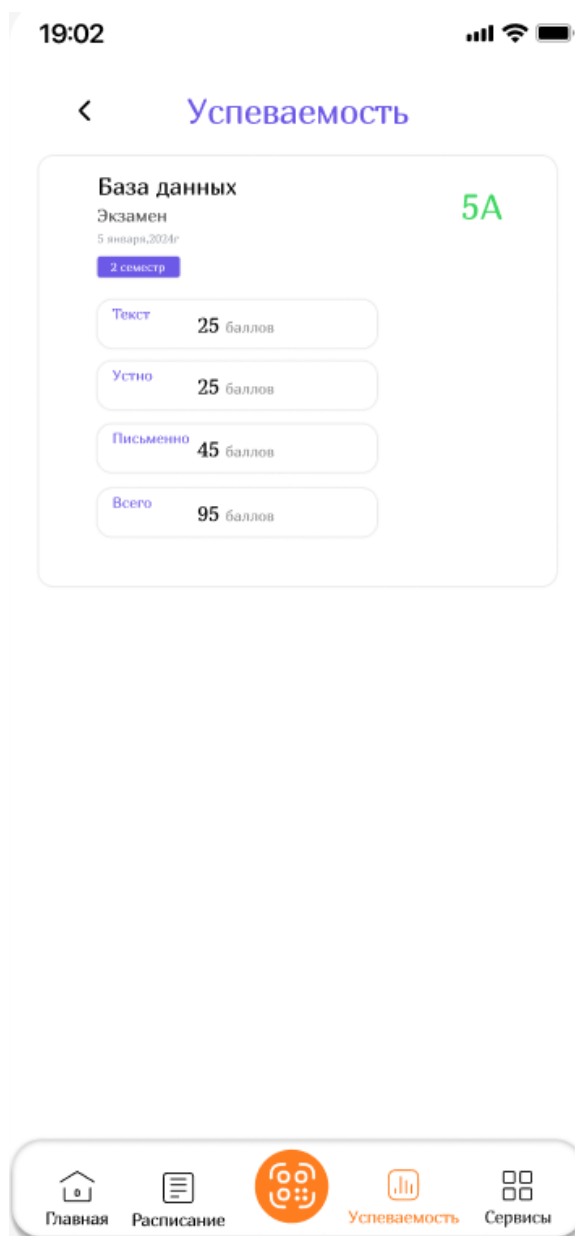 19:02
Успеваемость
База данных
5A
Экзамен
5 января,2024г
2 семестр
Текст
25 баллов
Устно
25 баллов
Письменно
45 баллов
Всего
95 баллов
Главная
Расписание
Успеваемость
Сервисы